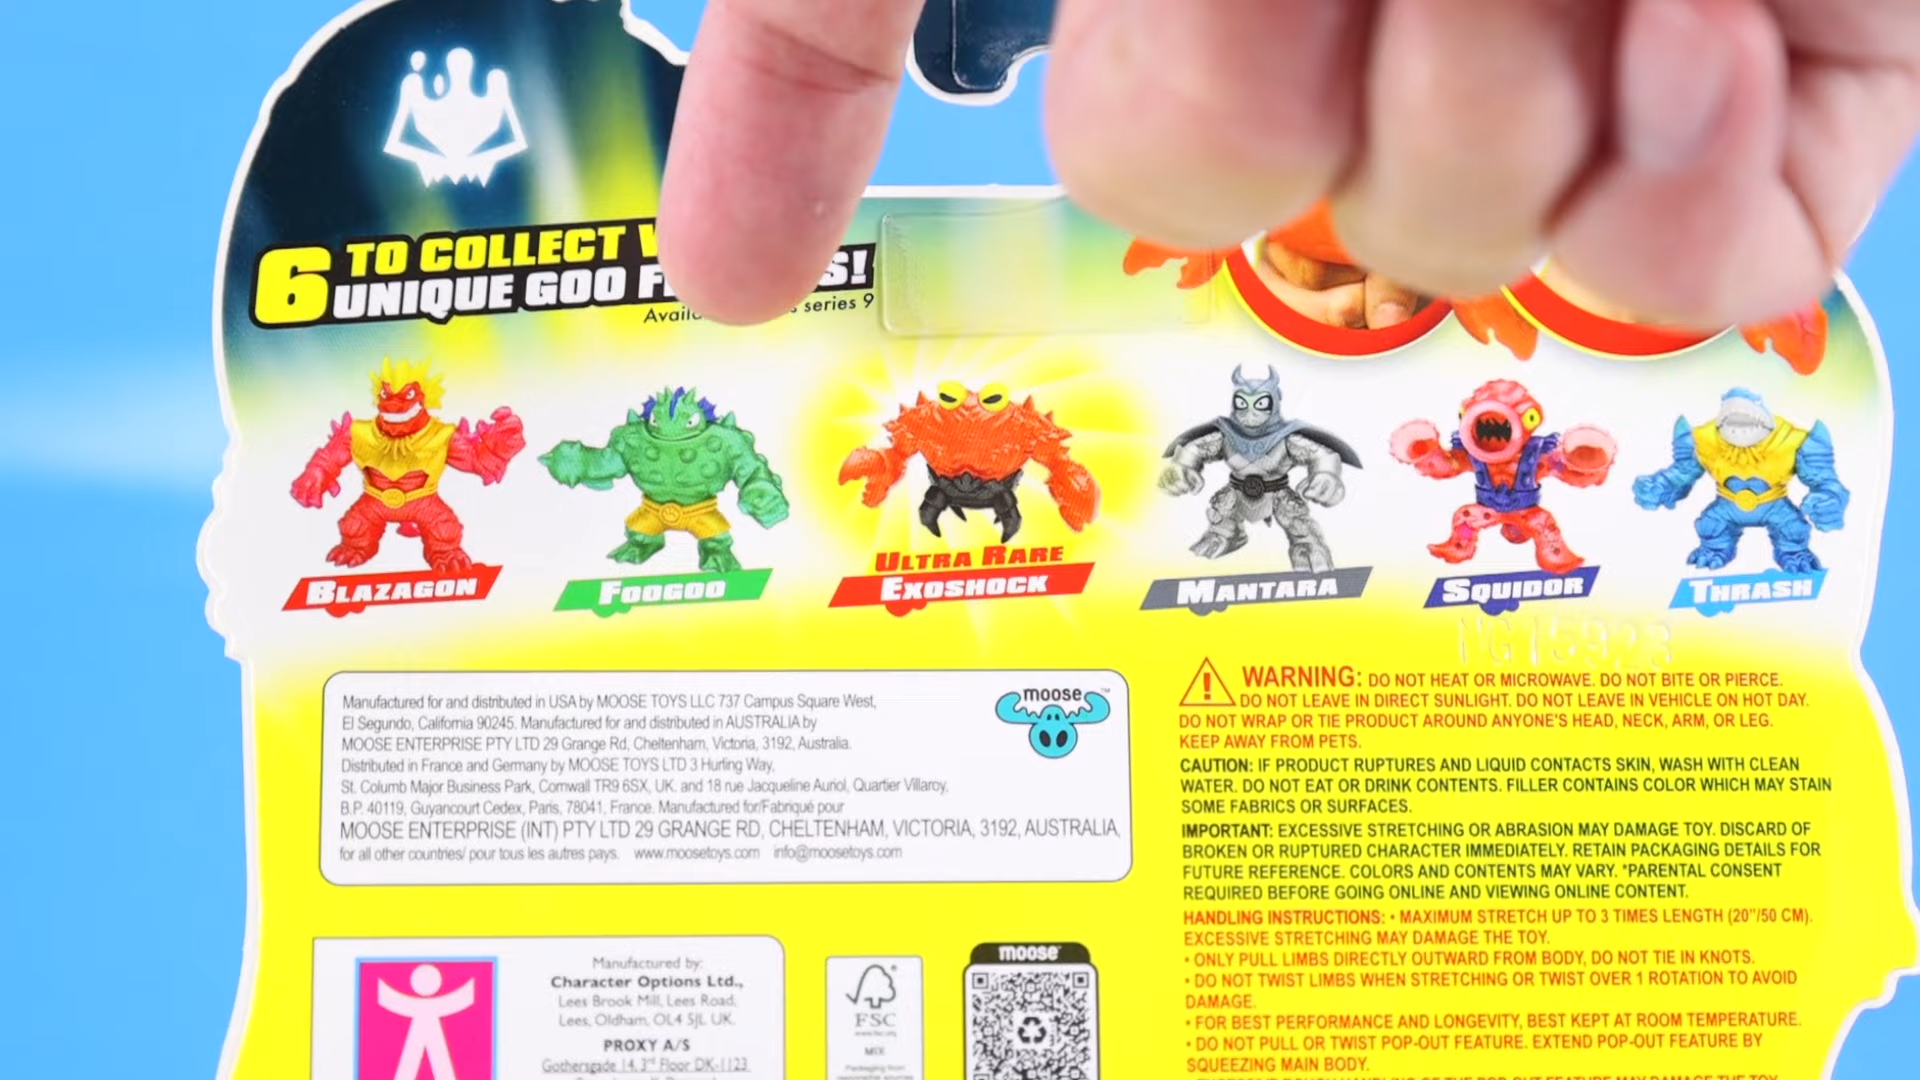 6 TO COLLECT
UNIQUE GOO
series 9
BLAZAGON
FOOGOO
ULTRA RARE
EXOSHOCK
MANTARA
SQUIDOR
THRASH
NG15923
Manufactured for and distributed in USA by MOOSE TOYS LLC 737 Campus Square West,
El Segundo, California 90245. Manufactured for and distributed in AUSTRALIA by
MOOSE ENTERPRISE PTY LTD 29 Grange Rd, Cheltenham, Victoria, 3192, Australia.
Distributed in France and Germany by MOOSE TOYS LTD 3 Hurling Way,
St. Columb Major Business Park, Cornwall TR9 6SX, UK. and 18 rue Jacqueline Auriol, Quartier Villaroy,
B.P. 40119, Guyancourt Cedex, Paris, 78041, France. Manufactured for/Fabriqué pour
MOOSE ENTERPRISE (INT) PTY LTD 29 GRANGE RD, CHELTENHAM, VICTORIA, 3192, AUSTRALIA,
for all other countries/ pour tous les autres pays. www.moosetoys.com info@moosetoys.com
moose™
WARNING: DO NOT HEAT OR MICROWAVE. DO NOT BITE OR PIERCE.
DO NOT LEAVE IN DIRECT SUNLIGHT. DO NOT LEAVE IN VEHICLE ON HOT DAY.
DO NOT WRAP OR TIE PRODUCT AROUND ANYONE'S HEAD, NECK, ARM, OR LEG.
KEEP AWAY FROM PETS.
CAUTION: IF PRODUCT RUPTURES AND LIQUID CONTACTS SKIN, WASH WITH CLEAN
WATER. DO NOT EAT OR DRINK CONTENTS. FILLER CONTAINS COLOR WHICH MAY STAIN
SOME FABRICS OR SURFACES.
IMPORTANT: EXCESSIVE STRETCHING OR ABRASION MAY DAMAGE TOY. DISCARD OF
BROKEN OR RUPTURED CHARACTER IMMEDIATELY. RETAIN PACKAGING DETAILS FOR
FUTURE REFERENCE. COLORS AND CONTENTS MAY VARY. *PARENTAL CONSENT
REQUIRED BEFORE GOING ONLINE AND VIEWING ONLINE CONTENT.
HANDLING INSTRUCTIONS: • MAXIMUM STRETCH UP TO 3 TIMES LENGTH (20"/50 CM).
EXCESSIVE STRETCHING MAY DAMAGE THE TOY.
• ONLY PULL LIMBS DIRECTLY OUTWARD FROM BODY, DO NOT TIE IN KNOTS.
• DO NOT TWIST LIMBS WHEN STRETCHING OR TWIST OVER 1 ROTATION TO AVOID
DAMAGE.
• FOR BEST PERFORMANCE AND LONGEVITY, BEST KEPT AT ROOM TEMPERATURE.
• DO NOT PULL OR TWIST POP-OUT FEATURE. EXTEND POP-OUT FEATURE BY
SQUEEZING MAIN BODY.
Manufactured by:
Character Options Ltd.,
Lees Brook Mill, Lees Road,
Lees, Oldham, OL4 5JL UK.
PROXY A/S
Gothersgade 14, 3rd Floor DK-1123
FSC
MIX
moose